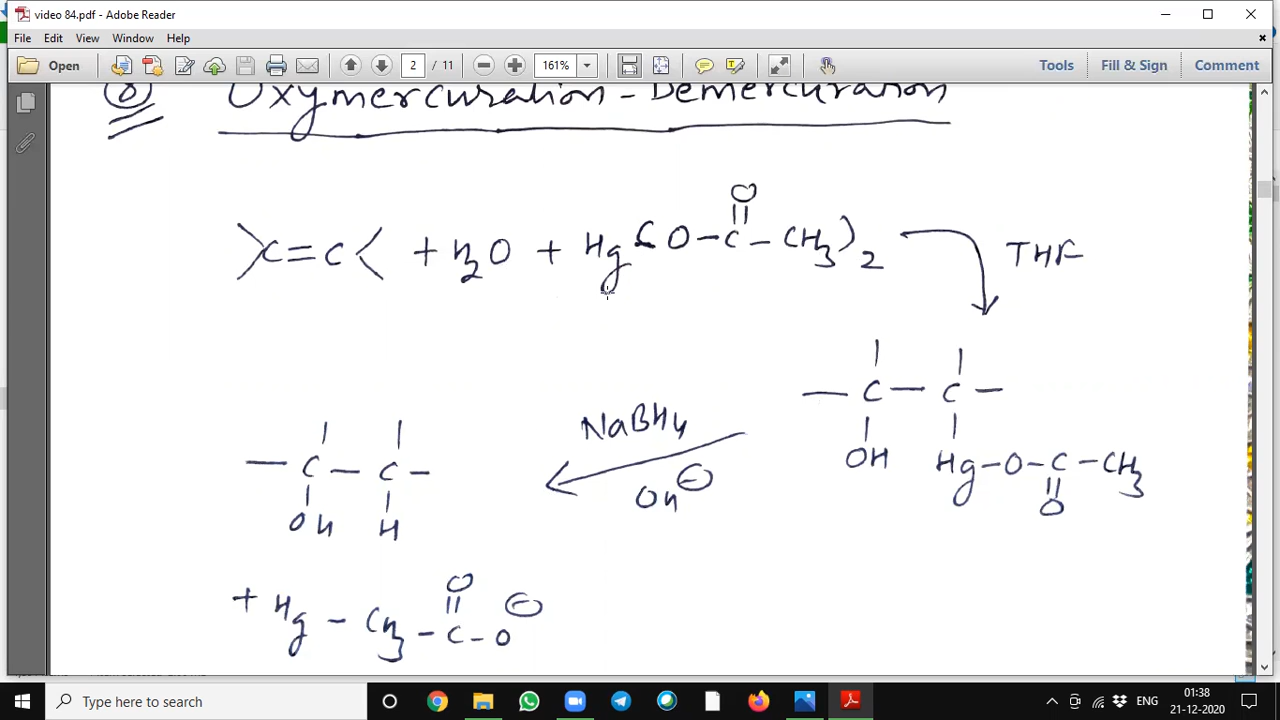 video 84.pdf - Adobe Reader
File Edit View Window Help
Open 2 / 11 161% Tools Fill & Sign Comment
(8) Oxymercuration - Demercuration
>C=C< + H2O + Hg(O-C-CH3)2 THF
O
-C-C-
OH Hg-O-C-CH3
O
NaBH4
OH⊖
-C-C-
OH H
+ Hg - CH3-C-O⊖
O
Type here to search
ENG
01:38
21-12-2020